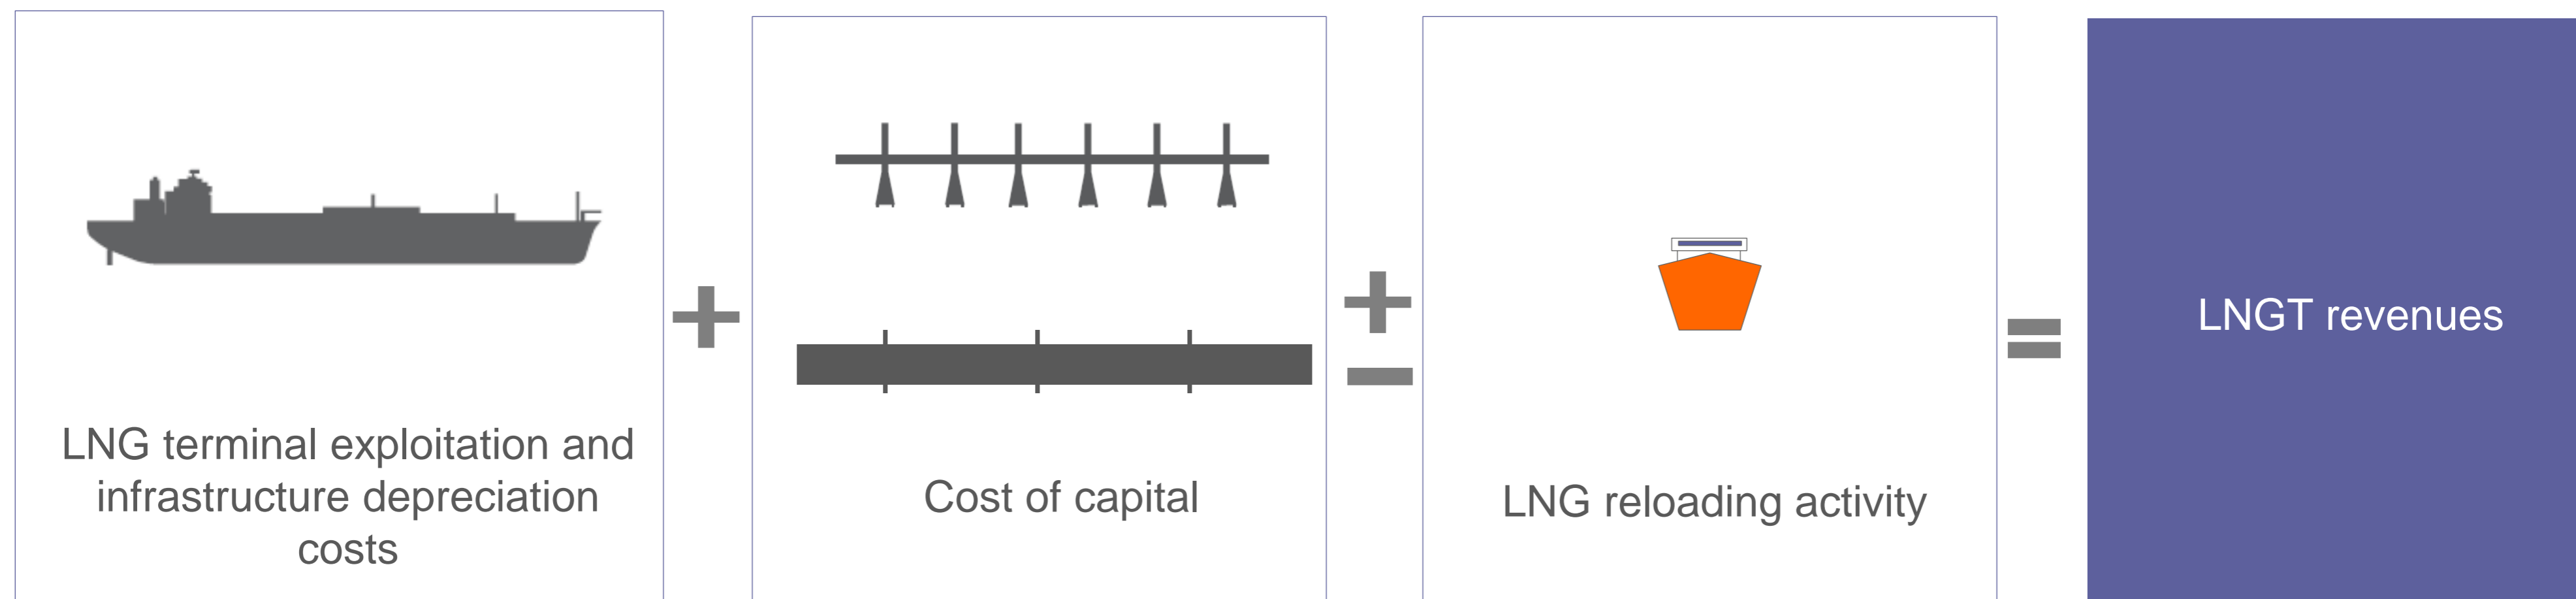 LNG terminal exploitation and
infrastructure depreciation
costs
+
Cost of capital
+
−
LNG reloading activity
=
LNGT revenues